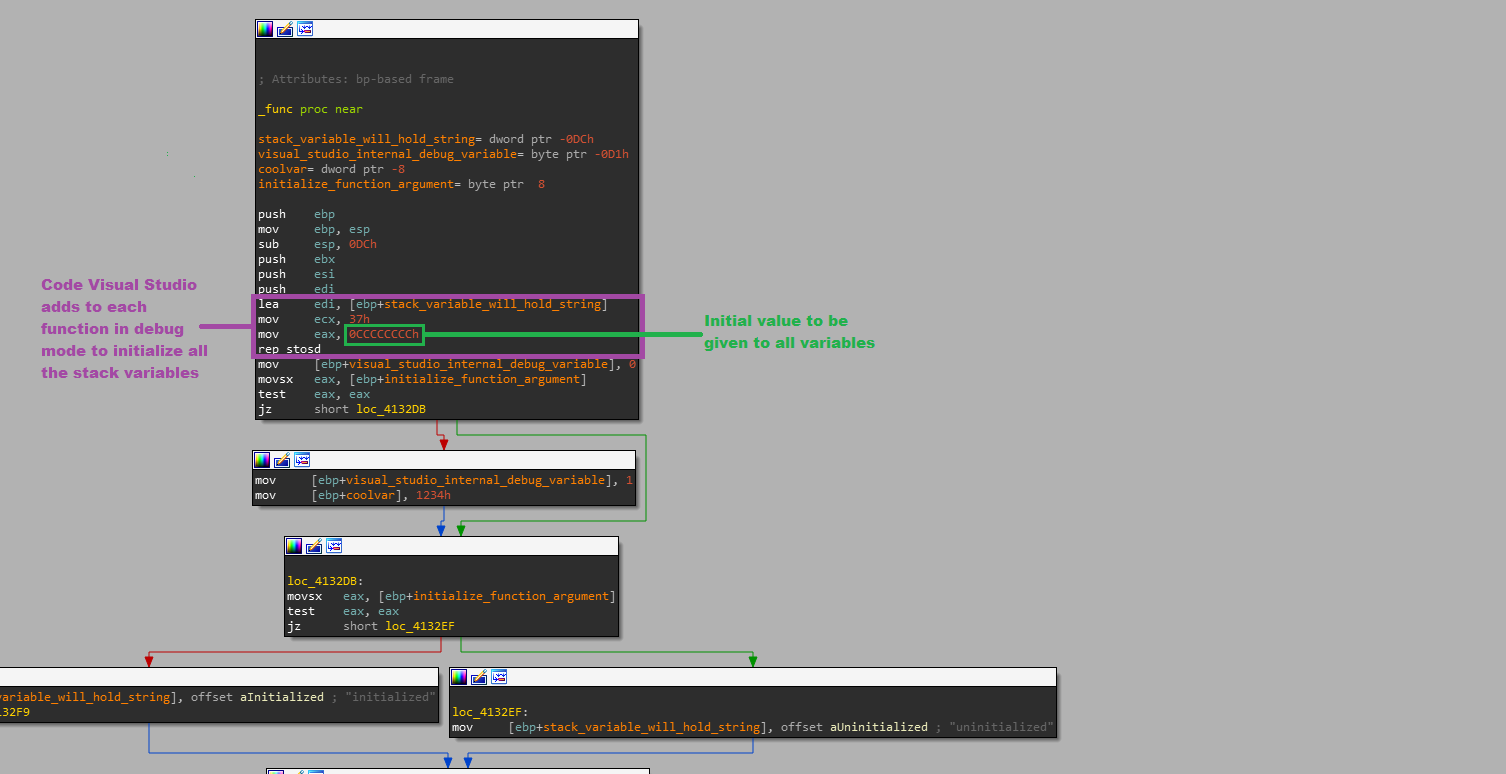 ; Attributes: bp-based frame
_func proc near
stack_variable_will_hold_string= dword ptr -0DCh
visual_studio_internal_debug_variable= byte ptr -0D1h
coolvar= dword ptr -8
initialize_function_argument= byte ptr  8
push    ebp
mov     ebp, esp
sub     esp, 0DCh
push    ebx
push    esi
push    edi
lea     edi, [ebp+stack_variable_will_hold_string]
mov     ecx, 37h
mov     eax, 0CCCCCCCCh
rep stosd
mov     [ebp+visual_studio_internal_debug_variable], 0
movsx   eax, [ebp+initialize_function_argument]
test    eax, eax
jz      short loc_4132DB
Code Visual Studio
adds to each
function in debug
mode to initialize all
the stack variables
Initial value to be
given to all variables
mov     [ebp+visual_studio_internal_debug_variable], 1
mov     [ebp+coolvar], 1234h
loc_4132DB:
movsx   eax, [ebp+initialize_function_argument]
test    eax, eax
jz      short loc_4132EF
variable_will_hold_string], offset aInitialized ; "initialized"
132F9
loc_4132EF:
mov     [ebp+stack_variable_will_hold_string], offset aUninitialized ; "uninitialized"